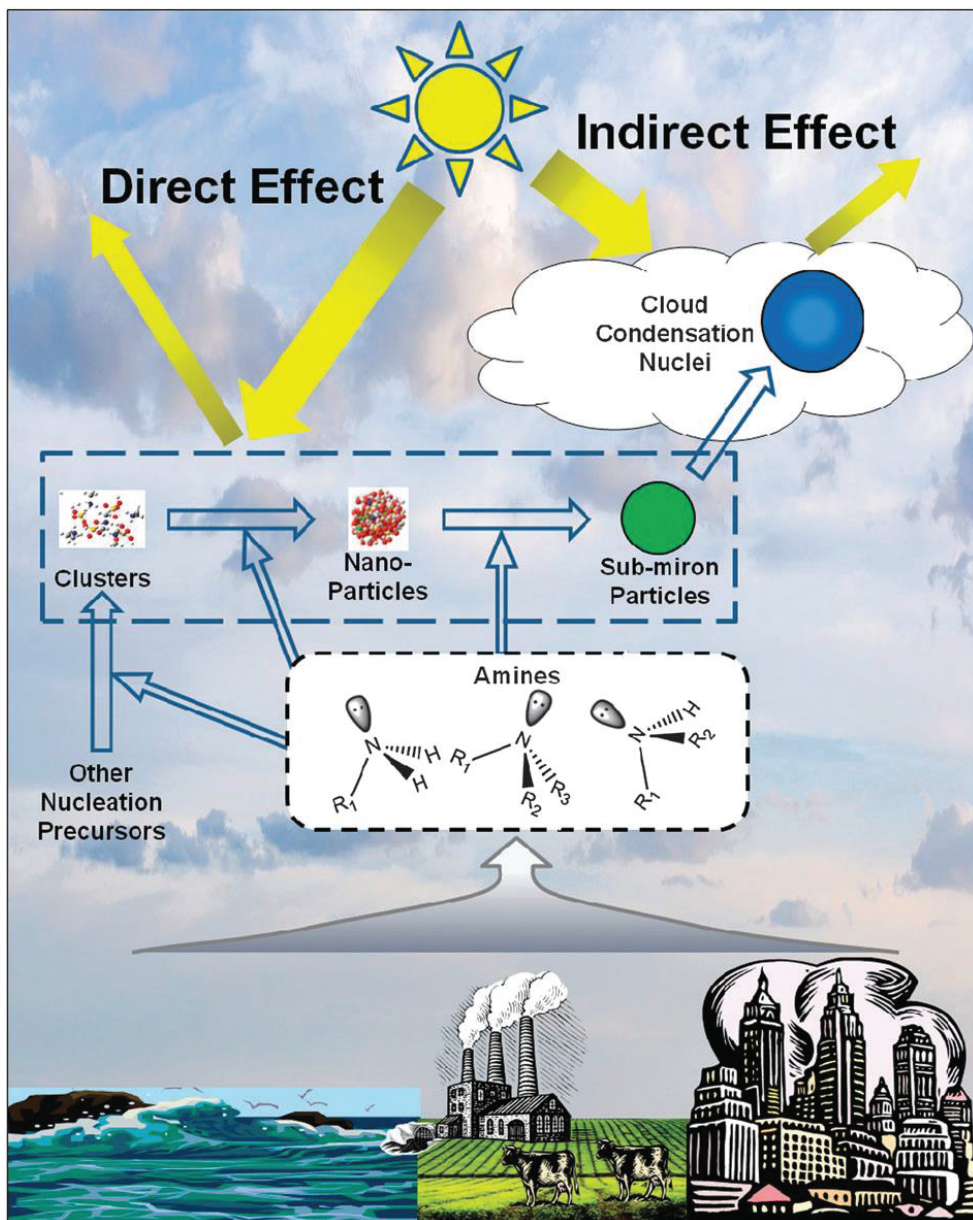 Indirect Effect
Direct Effect
Cloud
Condensation
Nuclei
Clusters
Nano-
Particles
Sub-miron
Particles
Amines
N
H
H
R1
N
R1
R2
R3
N
H
R2
R1
Other
Nucleation
Precursors